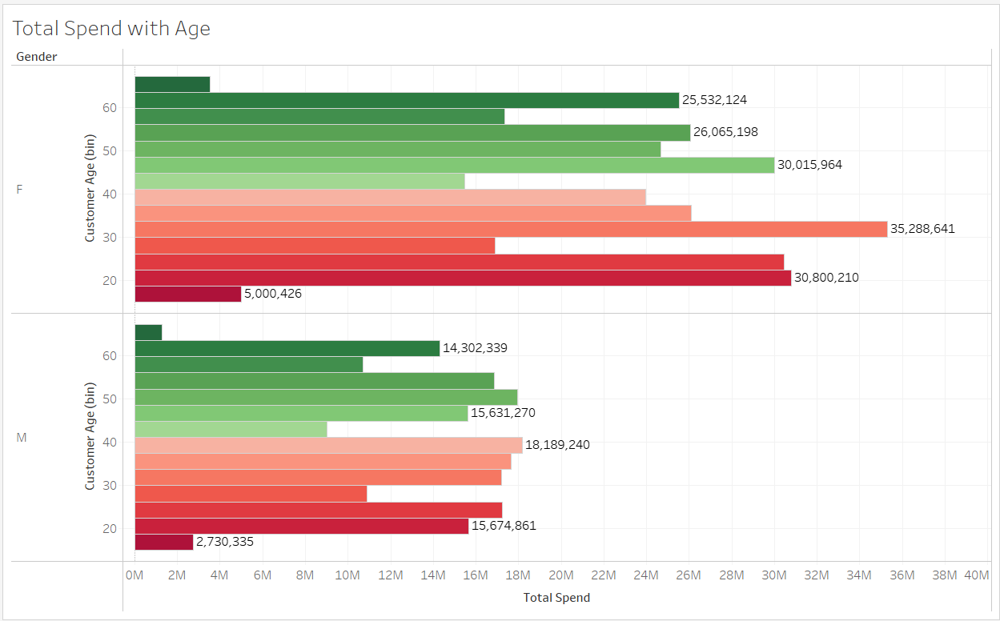 Total Spend with Age
Gender
F
Customer Age (bin)
60
50
40
30
20
25,532,124
26,065,198
30,015,964
35,288,641
30,800,210
5,000,426
M
Customer Age (bin)
60
50
40
30
20
14,302,339
15,631,270
18,189,240
15,674,861
2,730,335
0M 2M 4M 6M 8M 10M 12M 14M 16M 18M 20M 22M 24M 26M 28M 30M 32M 34M 36M 38M 40M
Total Spend